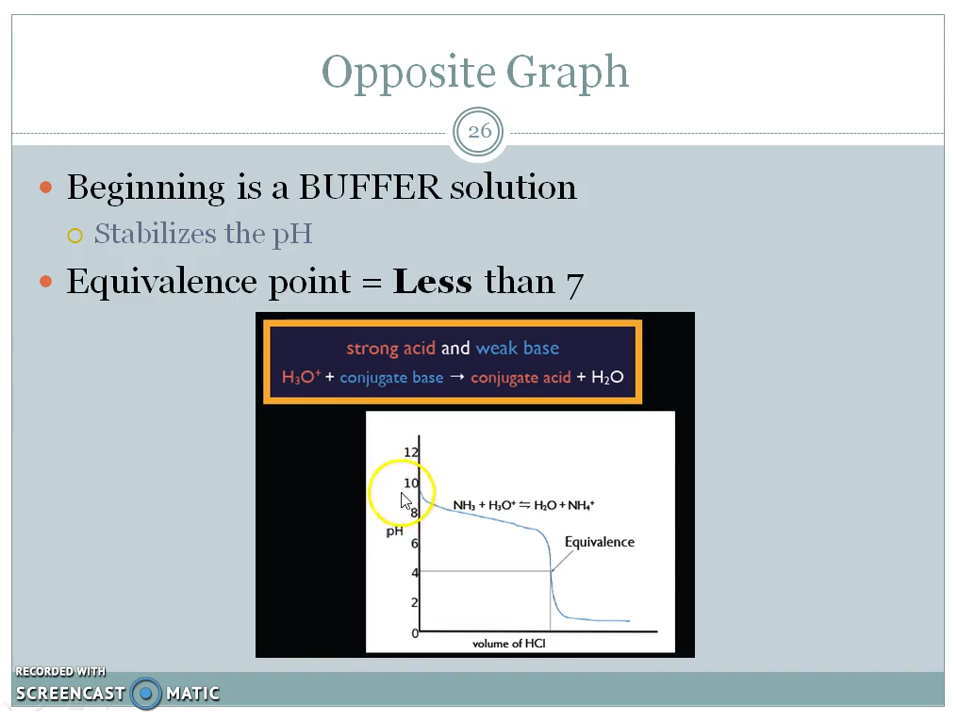 Opposite Graph
26
Beginning is a BUFFER solution
Stabilizes the pH
Equivalence point = Less than 7
strong acid and weak base
H₃O⁺ + conjugate base → conjugate acid + H₂O
12
10
NH₃ + H₃O⁺ ⇋ H₂O + NH₄⁺
8
pH
Equivalence
6
4
2
0
volume of HCl
RECORDED WITH
SCREENCAST MATIC